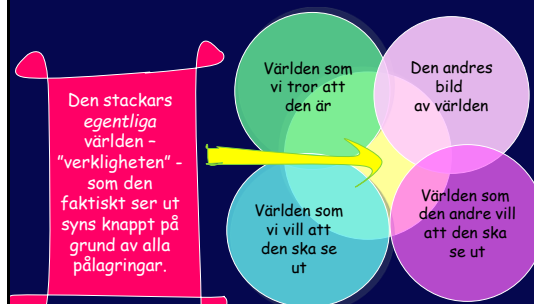 Den stackars
egentliga
världen –
"verkligheten" -
som den
faktiskt ser ut
syns knappt på
grund av alla
pålagringar.
Världen som
vi tror att
den är
Den andres
bild
av världen
Världen som
vi vill att
den ska se
ut
Världen som
den andre vill
att den ska
se ut